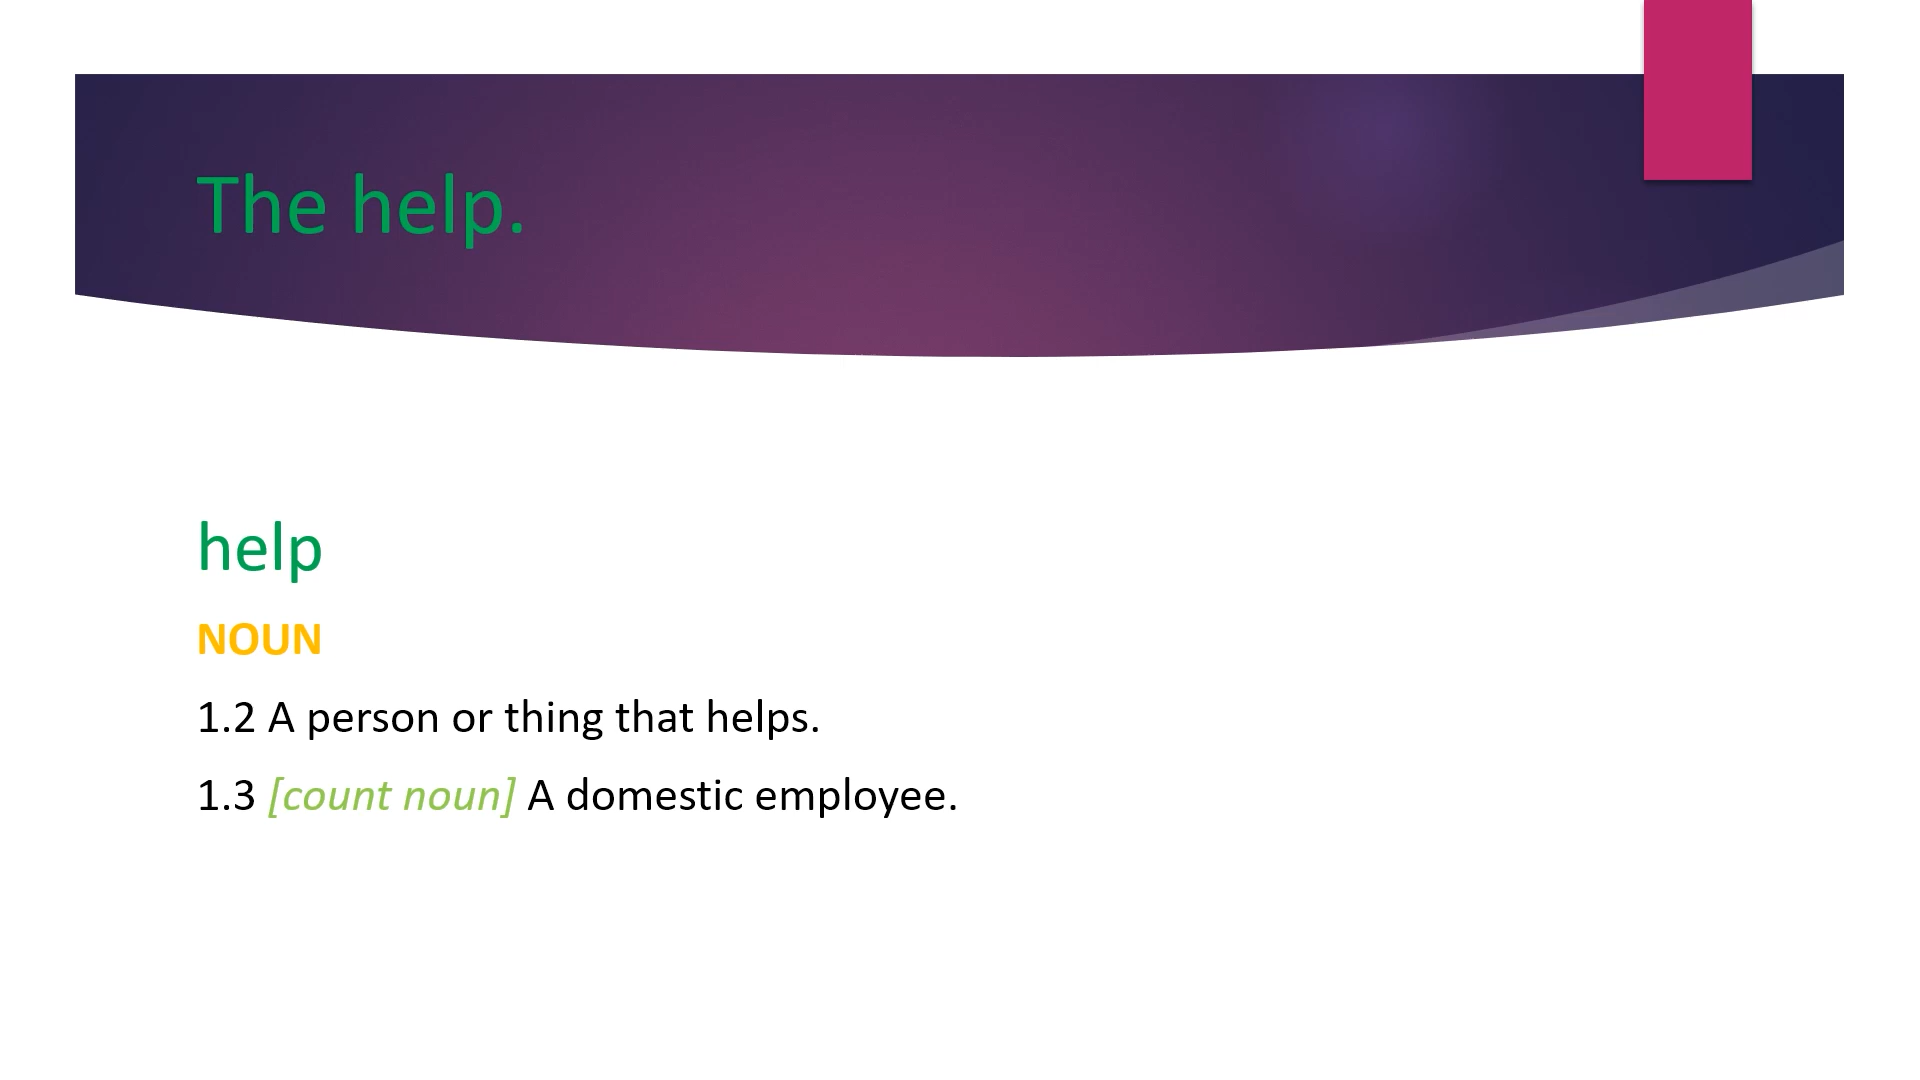 The help.
help
NOUN
1.2 A person or thing that helps.
1.3 [count noun] A domestic employee.